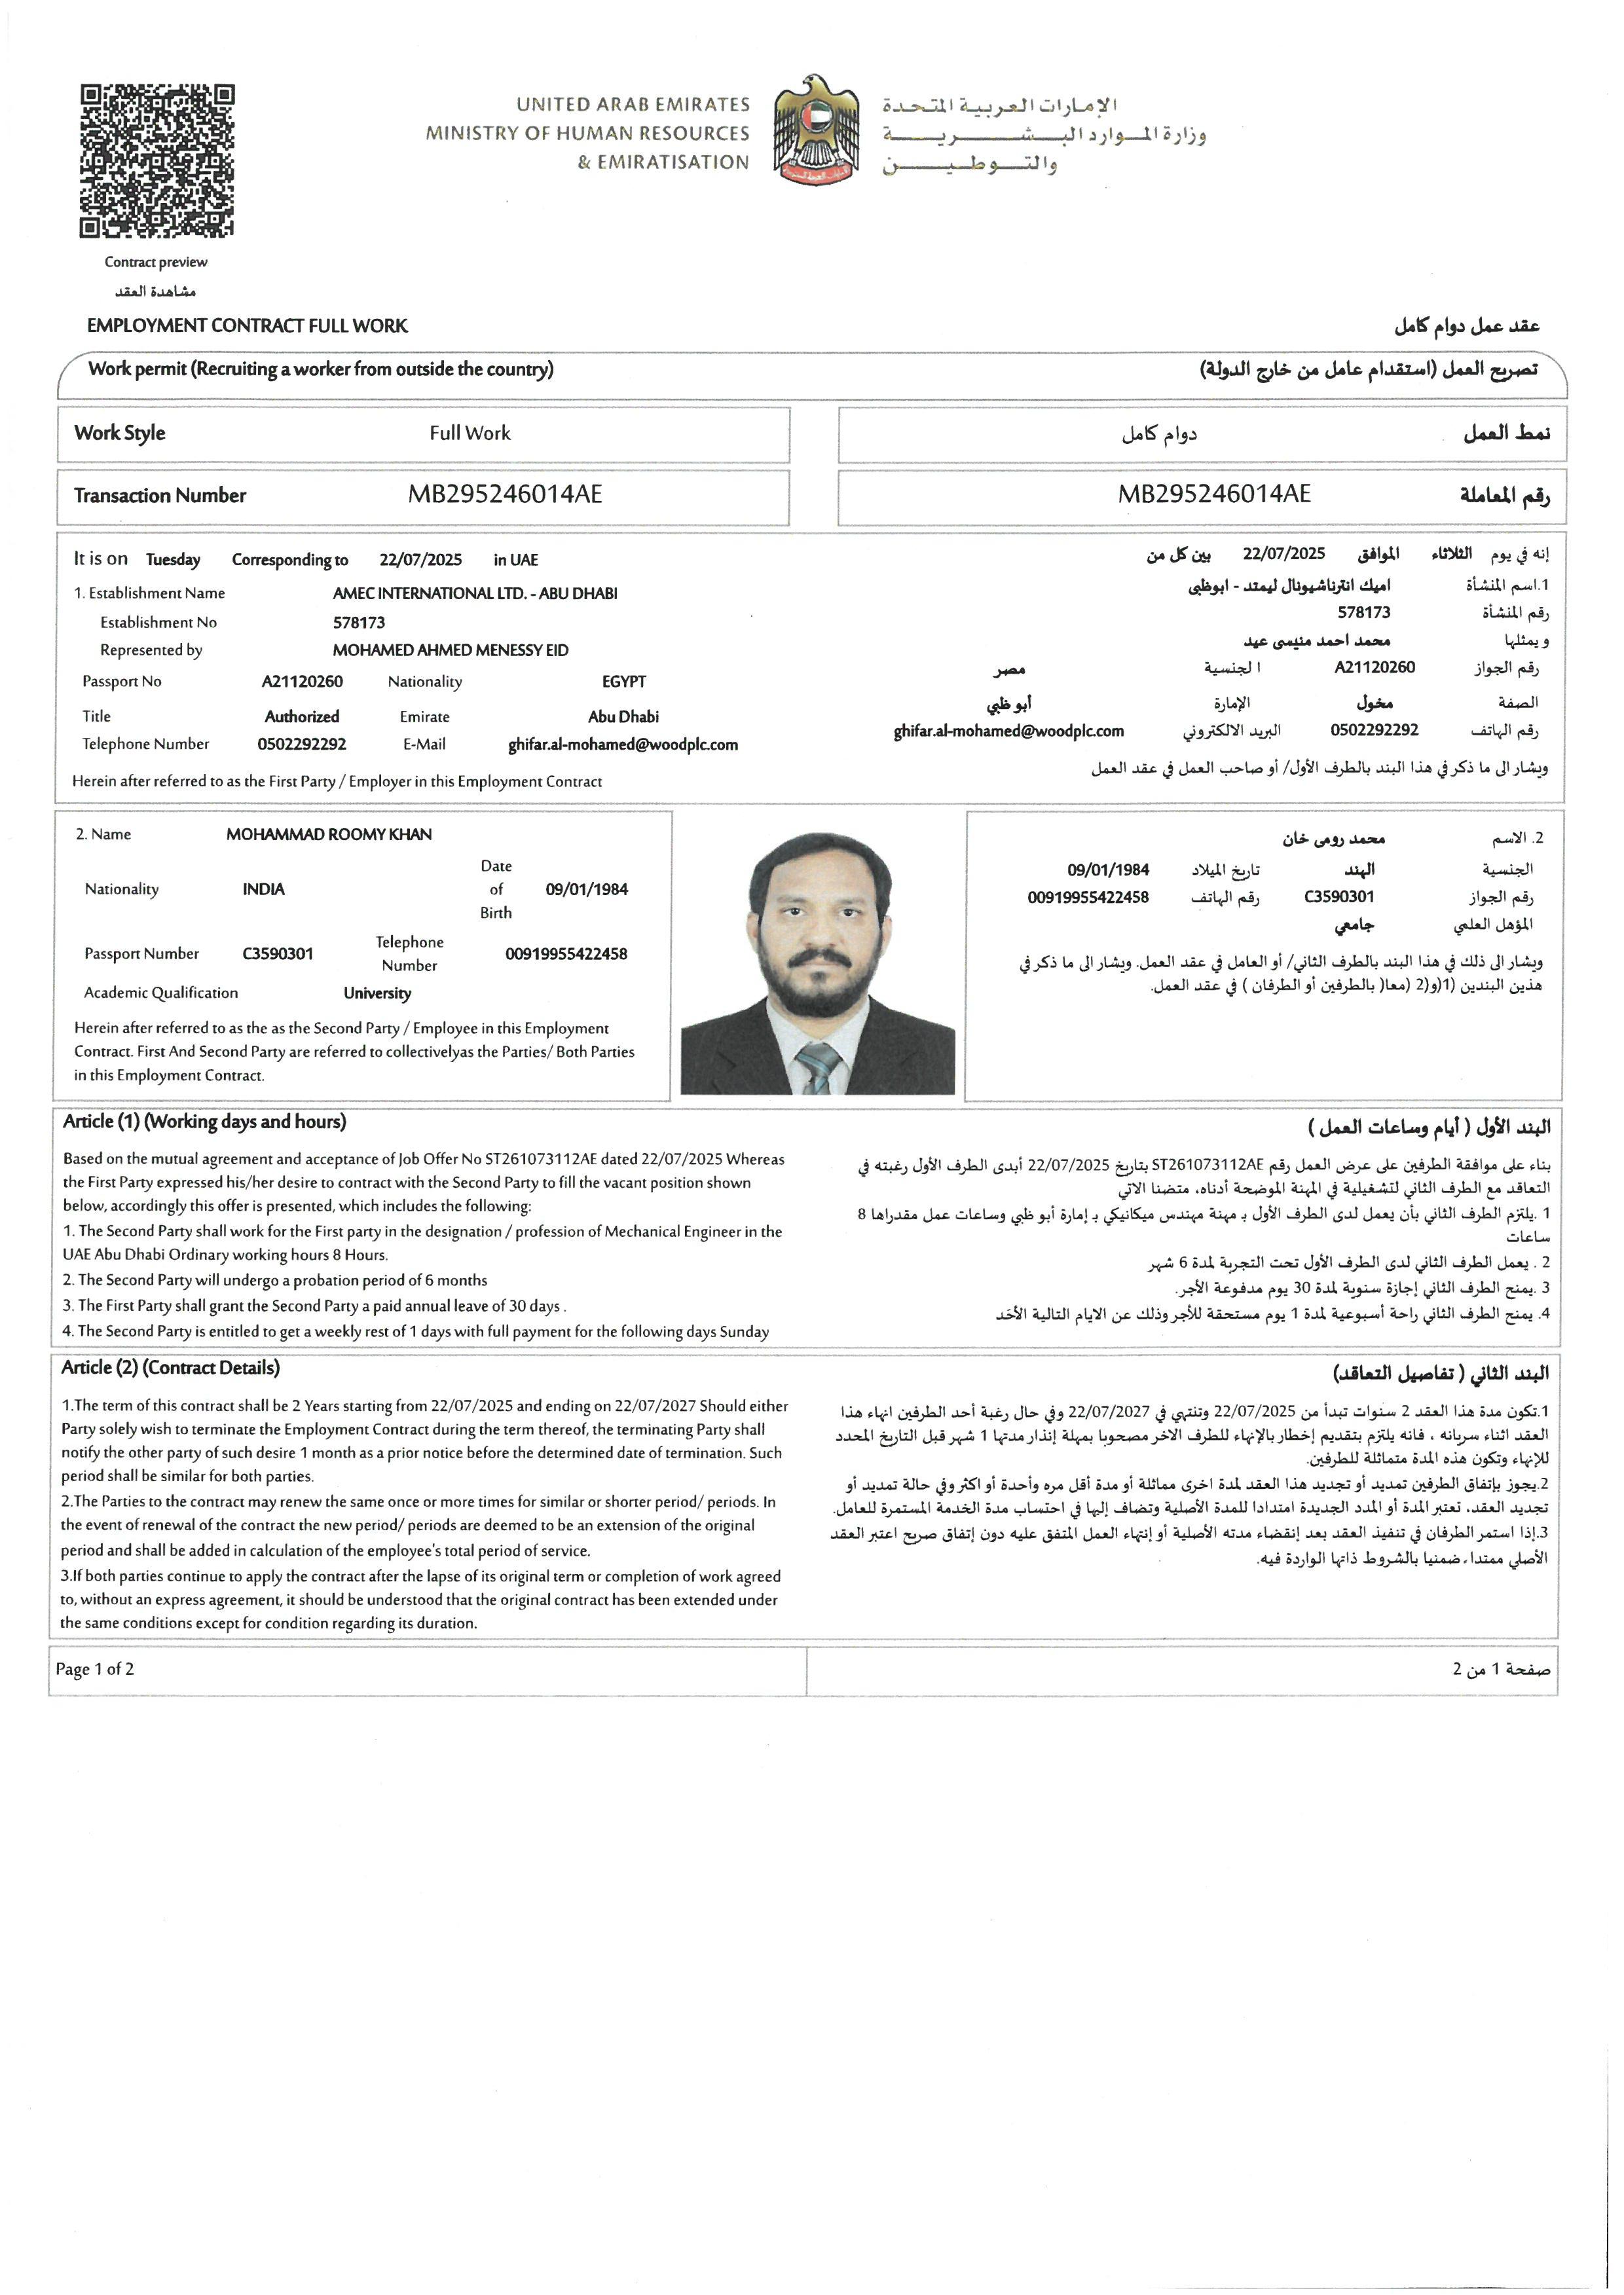 UNITED ARAB EMIRATES
MINISTRY OF HUMAN RESOURCES
& EMIRATISATION
الإمارات العربية المتحدة
وزارة الموارد البشرية
والتوطين
Contract preview
مشاهدة العقد
EMPLOYMENT CONTRACT FULL WORK
عقد عمل دوام كامل
Work permit (Recruiting a worker from outside the country)
تصريح العمل (استقدام عامل من خارج الدولة)
Work Style Full Work
دوام كامل نمط العمل
Transaction Number MB295246014AE
MB295246014AE رقم المعاملة
It is on Tuesday Corresponding to 22/07/2025 in UAE
1. Establishment Name AMEC INTERNATIONAL LTD. - ABU DHABI
Establishment No 578173
Represented by MOHAMED AHMED MENESSY EID
Passport No A21120260 Nationality EGYPT
Title Authorized Emirate Abu Dhabi
Telephone Number 0502292292 E-Mail ghifar.al-mohamed@woodplc.com
Herein after referred to as the First Party / Employer in this Employment Contract
إنه في يوم الثلاثاء الموافق 22/07/2025 بين كل من
1.اسم المنشأة اميك انترناشيونال ليمتد - ابوظبى
رقم المنشأة 578173
و يمثلها محمد احمد منيسى عيد
رقم الجواز A21120260 ا لجنسية مصر
الصفة مخول الإمارة أبو ظبي
رقم الهاتف 0502292292 البريد الالكتروني ghifar.al-mohamed@woodplc.com
ويشار الى ما ذكر في هذا البند بالطرف الأول/ أو صاحب العمل في عقد العمل
2. Name MOHAMMAD ROOMY KHAN
Nationality INDIA Date of Birth 09/01/1984
Passport Number C3590301 Telephone Number 00919955422458
Academic Qualification University
Herein after referred to as the as the Second Party / Employee in this Employment
Contract. First And Second Party are referred to collectivelyas the Parties/ Both Parties
in this Employment Contract.
2. الاسم محمد رومى خان
الجنسية الهند تاريخ الميلاد 09/01/1984
رقم الجواز C3590301 رقم الهاتف 00919955422458
المؤهل العلمي جامعي
ويشار الى ذلك في هذا البند بالطرف الثاني/ أو العامل في عقد العمل. ويشار الى ما ذكر في
هذين البندين (1(و(2 (معا( بالطرفين أو الطرفان ) في عقد العمل.
Article (1) (Working days and hours)
Based on the mutual agreement and acceptance of Job Offer No ST261073112AE dated 22/07/2025 Whereas
the First Party expressed his/her desire to contract with the Second Party to fill the vacant position shown
below, accordingly this offer is presented, which includes the following:
1. The Second Party shall work for the First party in the designation / profession of Mechanical Engineer in the
UAE Abu Dhabi Ordinary working hours 8 Hours.
2. The Second Party will undergo a probation period of 6 months
3. The First Party shall grant the Second Party a paid annual leave of 30 days .
4. The Second Party is entitled to get a weekly rest of 1 days with full payment for the following days Sunday
البند الأول ( أيام وساعات العمل )
بناء على موافقة الطرفين على عرض العمل رقم ST261073112AE بتاريخ 22/07/2025 أبدى الطرف الأول رغبته في
التعاقد مع الطرف الثاني لتشغيلية في المهنة الموضحة أدناه، متضنا الاتي
1 .يلتزم الطرف الثاني بأن يعمل لدى الطرف الأول بـ مهنة مهندس ميكانيكي بـ إمارة أبو ظبي وساعات عمل مقدراها 8
ساعات
2 . يعمل الطرف الثاني لدى الطرف الأول تحت التجربة لمدة 6 شهر
3 .يمنح الطرف الثاني إجازة سنوية لمدة 30 يوم مدفوعة الأجر.
4. يمنح الطرف الثاني راحة أسبوعية لمدة 1 يوم مستحقة للأجر وذلك عن الايام التالية الأحد
Article (2) (Contract Details)
1.The term of this contract shall be 2 Years starting from 22/07/2025 and ending on 22/07/2027 Should either
Party solely wish to terminate the Employment Contract during the term thereof, the terminating Party shall
notify the other party of such desire 1 month as a prior notice before the determined date of termination. Such
period shall be similar for both parties.
2.The Parties to the contract may renew the same once or more times for similar or shorter period/ periods. In
the event of renewal of the contract the new period/ periods are deemed to be an extension of the original
period and shall be added in calculation of the employee's total period of service.
3.If both parties continue to apply the contract after the lapse of its original term or completion of work agreed
to, without an express agreement, it should be understood that the original contract has been extended under
the same conditions except for condition regarding its duration.
البند الثاني ( تفاصيل التعاقد)
1.تكون مدة هذا العقد 2 سنوات تبدأ من 22/07/2025 وتنتهي في 22/07/2027 وفي حال رغبة أحد الطرفين انهاء هذا
العقد اثناء سريانه ، فانه يلتزم بتقديم إخطار بالإنهاء للطرف الاخر مصحوبا بمهلة إنذار مدتها 1 شهر قبل التاريخ المحدد
للإنهاء وتكون هذه المدة متماثلة للطرفين.
2.يجوز بإتفاق الطرفين تمديد أو تجديد هذا العقد لمدة اخرى مماثلة أو مدة أقل مره وأحدة أو اكثر وفي حالة تمديد أو
تجديد العقد، تعتبر المدة أو المدد الجديدة امتدادا للمدة الأصلية وتضاف إليها في احتساب مدة الخدمة المستمرة للعامل.
3.إذا استمر الطرفان في تنفيذ العقد بعد إنقضاء مدته الأصلية أو إنتهاء العمل المتفق عليه دون إتفاق صريح اعتبر العقد
الأصلي ممتدا، ضمنيا بالشروط ذاتها الواردة فيه.
Page 1 of 2
صفحة 1 من 2